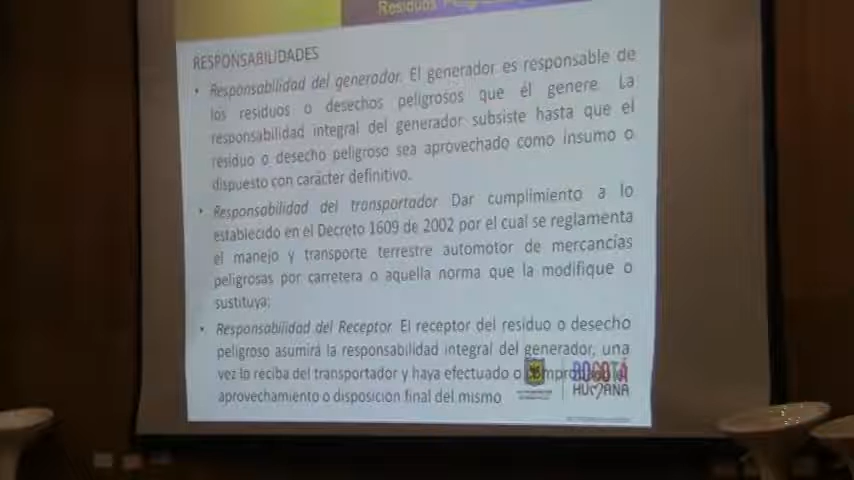 Residuos
RESPONSABILIDADES
• Responsabilidad del generador. El generador es responsable de
los residuos o desechos peligrosos que él genere. La
responsabilidad integral del generador subsiste hasta que el
residuo o desecho peligroso sea aprovechado como insumo o
dispuesto con carácter definitivo.
• Responsabilidad del transportador Dar cumplimiento a lo
establecido en el Decreto 1609 de 2002 por el cual se reglamenta
el manejo y transporte terrestre automotor de mercancías
peligrosas por carretera o aquella norma que la modifique o
sustituya;
• Responsabilidad del Receptor. El receptor del residuo o desecho
peligroso asumirá la responsabilidad integral del generador, una
vez lo reciba del transportador y haya efectuado o
aprovechamiento o disposición final del mismo
BOGOTÁ
HUMANA